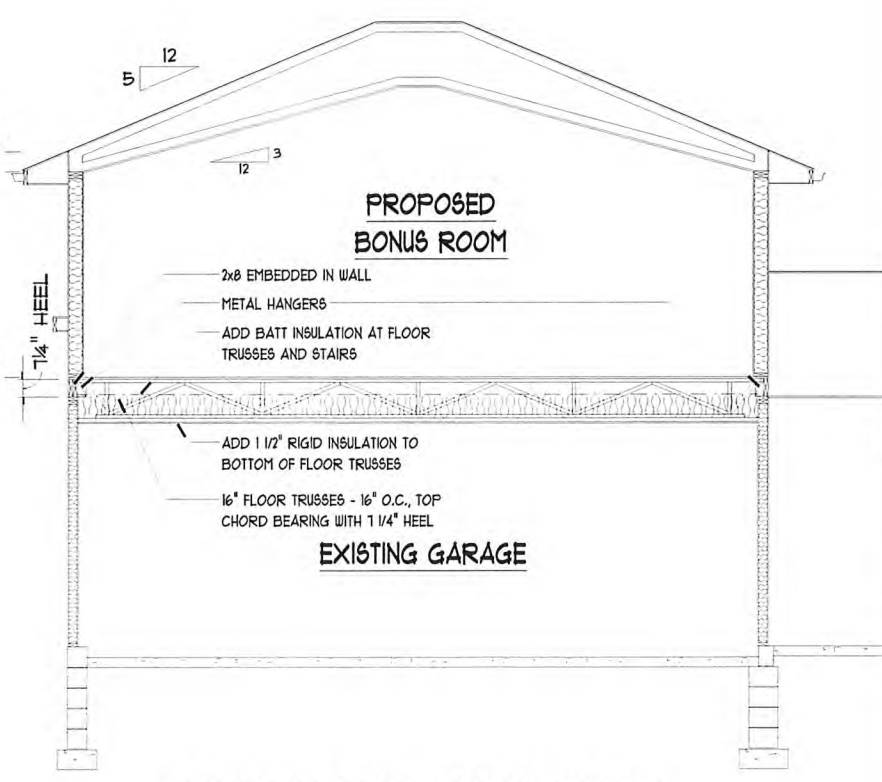 12
5
3
12
PROPOSED
BONUS ROOM
2x8 EMBEDDED IN WALL
METAL HANGERS
ADD BATT INSULATION AT FLOOR
TRUSSES AND STAIRS
7 1/4" HEEL
ADD 1 1/2" RIGID INSULATION TO
BOTTOM OF FLOOR TRUSSES
16" FLOOR TRUSSES - 16" O.C., TOP
CHORD BEARING WITH 7 1/4" HEEL
EXISTING GARAGE